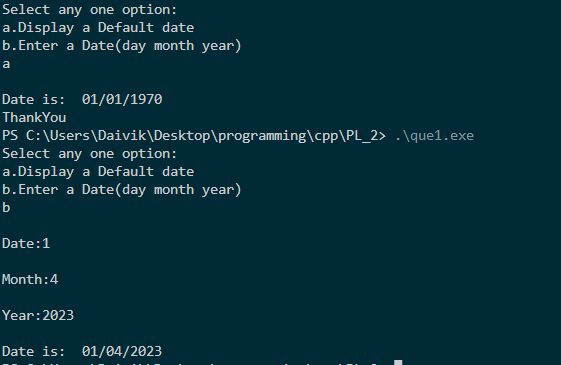 Select any one option:
a.Display a Default date
b.Enter a Date(day month year)
a
Date is:  01/01/1970
ThankYou
PS C:\Users\Daivik\Desktop\programming\cpp\PL_2> .\que1.exe
Select any one option:
a.Display a Default date
b.Enter a Date(day month year)
b
Date:1
Month:4
Year:2023
Date is:  01/04/2023